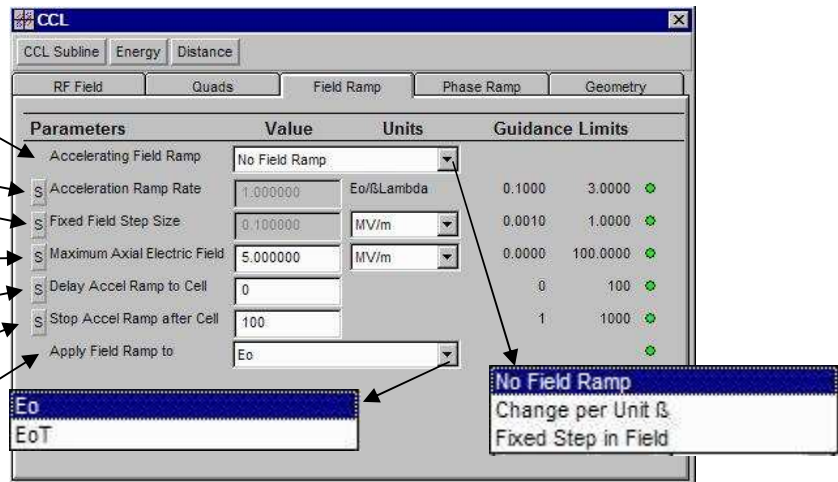 CCL
CCL Subline Energy Distance
RF Field Quads Field Ramp Phase Ramp Geometry
Parameters Value Units Guidance Limits
Accelerating Field Ramp No Field Ramp
S Acceleration Ramp Rate 1.000000 Eo/ßLambda 0.1000 3.0000
S Fixed Field Step Size 0.100000 MV/m 0.0010 1.0000
S Maximum Axial Electric Field 5.000000 MV/m 0.0000 100.0000
S Delay Accel Ramp to Cell 0 0 100
S Stop Accel Ramp after Cell 100 1 1000
Apply Field Ramp to Eo
Eo
EoT
No Field Ramp
Change per Unit ß
Fixed Step in Field